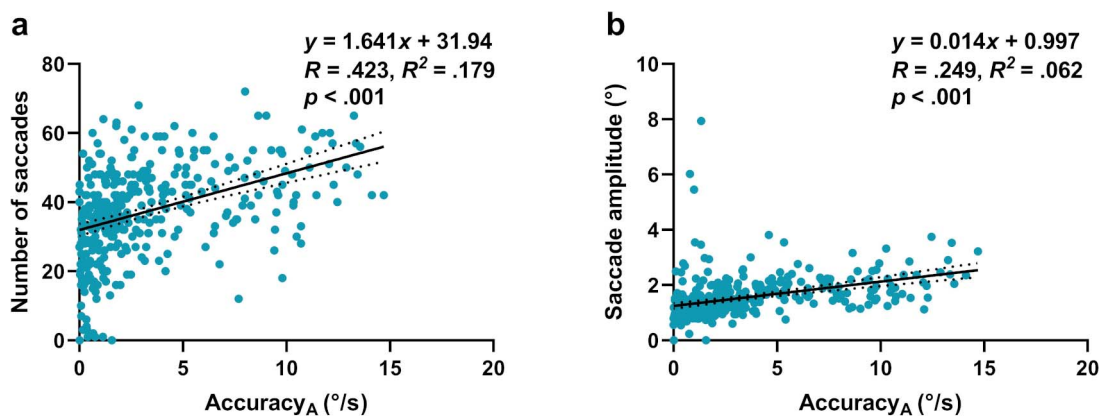 a
y = 1.641x + 31.94
R = .423, R² = .179
p < .001
80
60
40
20
0
Number of saccades
0 5 10 15 20
Accuracy_A (°/s)
b
y = 0.014x + 0.997
R = .249, R² = .062
p < .001
10
8
6
4
2
0
Saccade amplitude (°)
0 5 10 15 20
Accuracy_A (°/s)